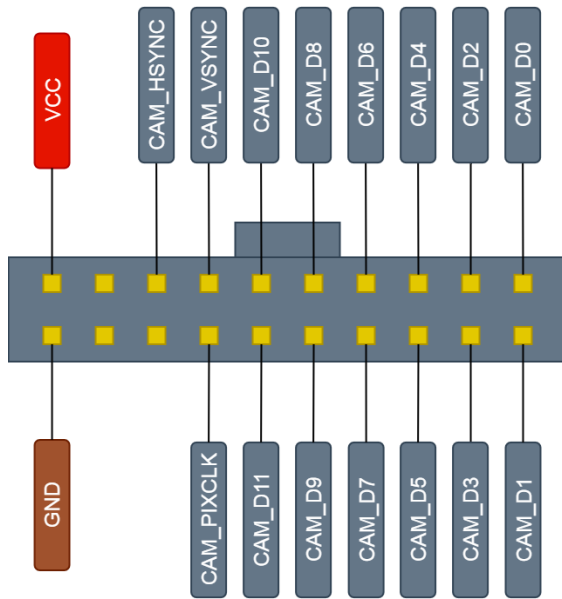 VCC
CAM_HSYNC
CAM_VSYNC
CAM_D10
CAM_D8
CAM_D6
CAM_D4
CAM_D2
CAM_D0
GND
CAM_PIXCLK
CAM_D11
CAM_D9
CAM_D7
CAM_D5
CAM_D3
CAM_D1